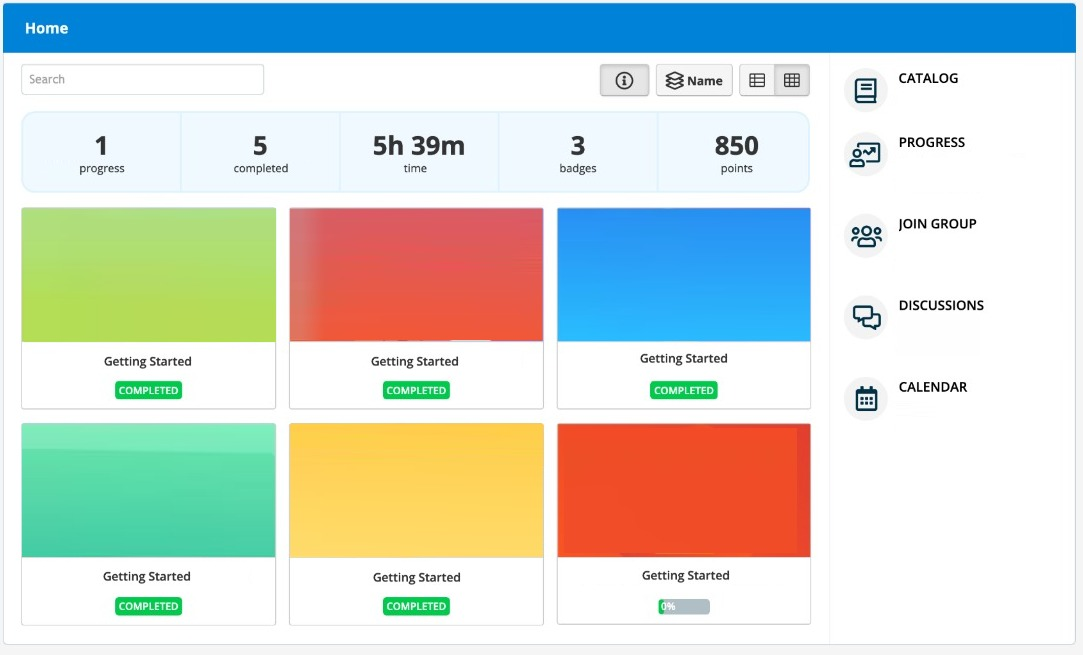 Home
Search
Name
1
progress
5
completed
5h 39m
time
3
badges
850
points
Getting Started
COMPLETED
Getting Started
COMPLETED
Getting Started
COMPLETED
Getting Started
COMPLETED
Getting Started
COMPLETED
Getting Started
0%
CATALOG
PROGRESS
JOIN GROUP
DISCUSSIONS
CALENDAR